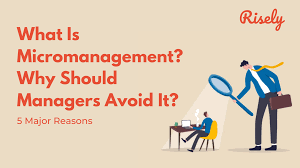 Risely
What Is
Micromanagement?
Why Should
Managers Avoid It?
5 Major Reasons